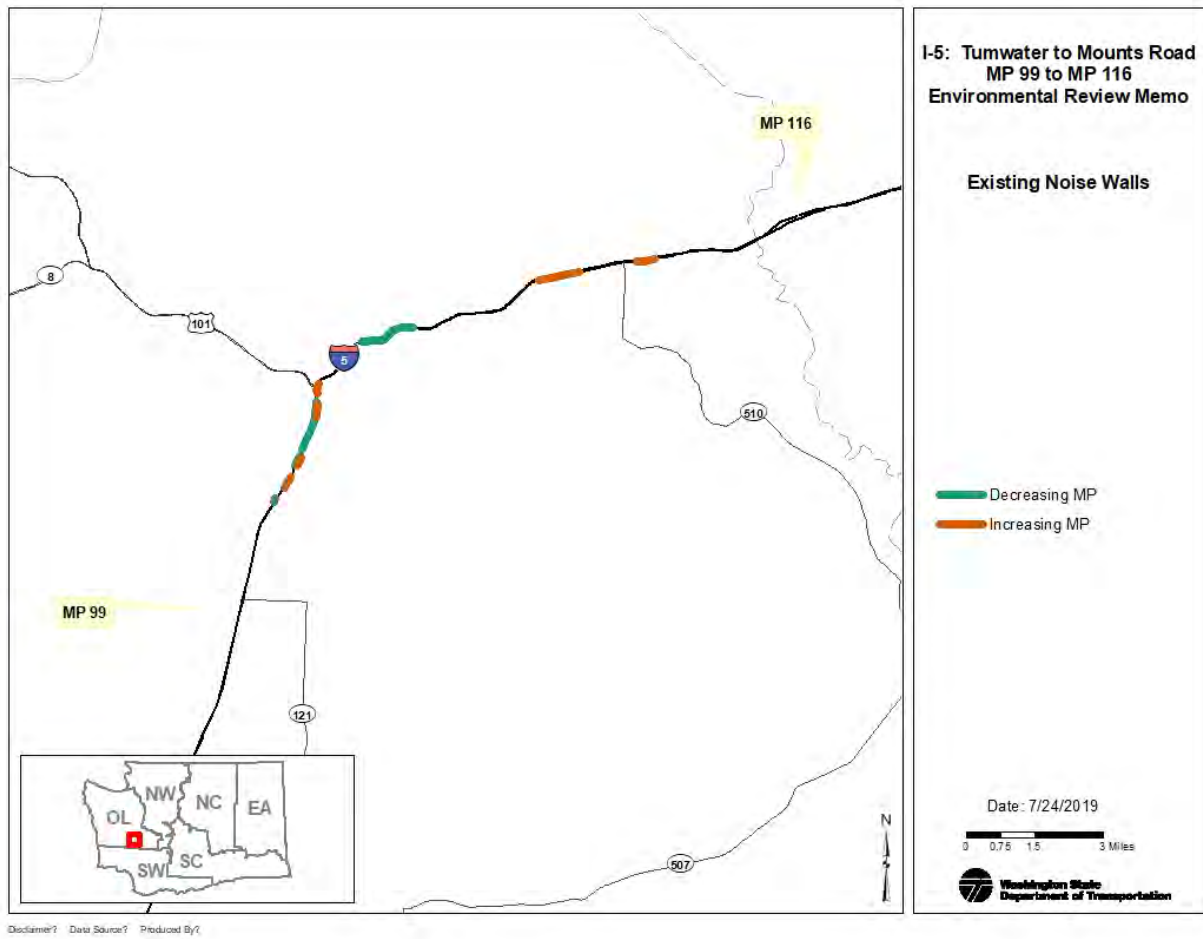 I-5: Tumwater to Mounts Road
MP 99 to MP 116
Environmental Review Memo
Existing Noise Walls
MP 116
8
101
5
510
MP 99
121
Decreasing MP
Increasing MP
NW
NC
OL
EA
SC
SW
507
N
Date: 7/24/2019
0 0.75 1.5 3 Miles
Washington State
Department of Transportation
Disclaimer? Data Source? Produced By?